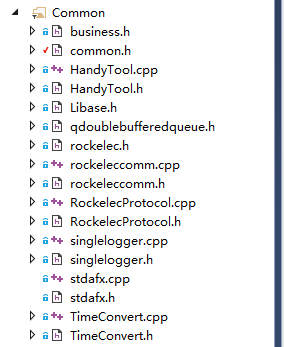 Common
business.h
common.h
HandyTool.cpp
HandyTool.h
Libase.h
qdoublebufferedqueue.h
rockelec.h
rockeleccomm.cpp
rockeleccomm.h
RockelecProtocol.cpp
RockelecProtocol.h
singlelogger.cpp
singlelogger.h
stdafx.cpp
stdafx.h
TimeConvert.cpp
TimeConvert.h